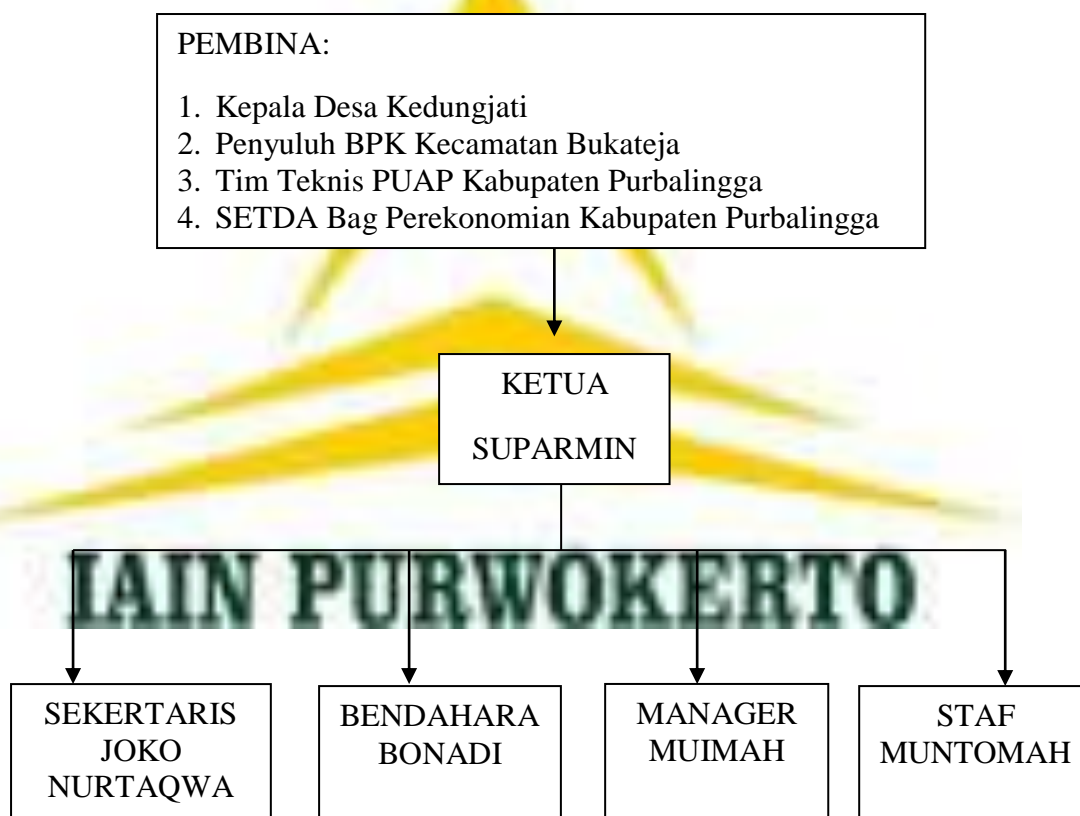 PEMBINA:
1. Kepala Desa Kedungjati
2. Penyuluh BPK Kecamatan Bukateja
3. Tim Teknis PUAP Kabupaten Purbalingga
4. SETDA Bag Perekonomian Kabupaten Purbalingga
KETUA
SUPARMIN
IAIN PURWOKERTO
SEKERTARIS
JOKO
NURTAQWA
BENDAHARA
BONADI
MANAGER
MUIMAH
STAF
MUNTOMAH